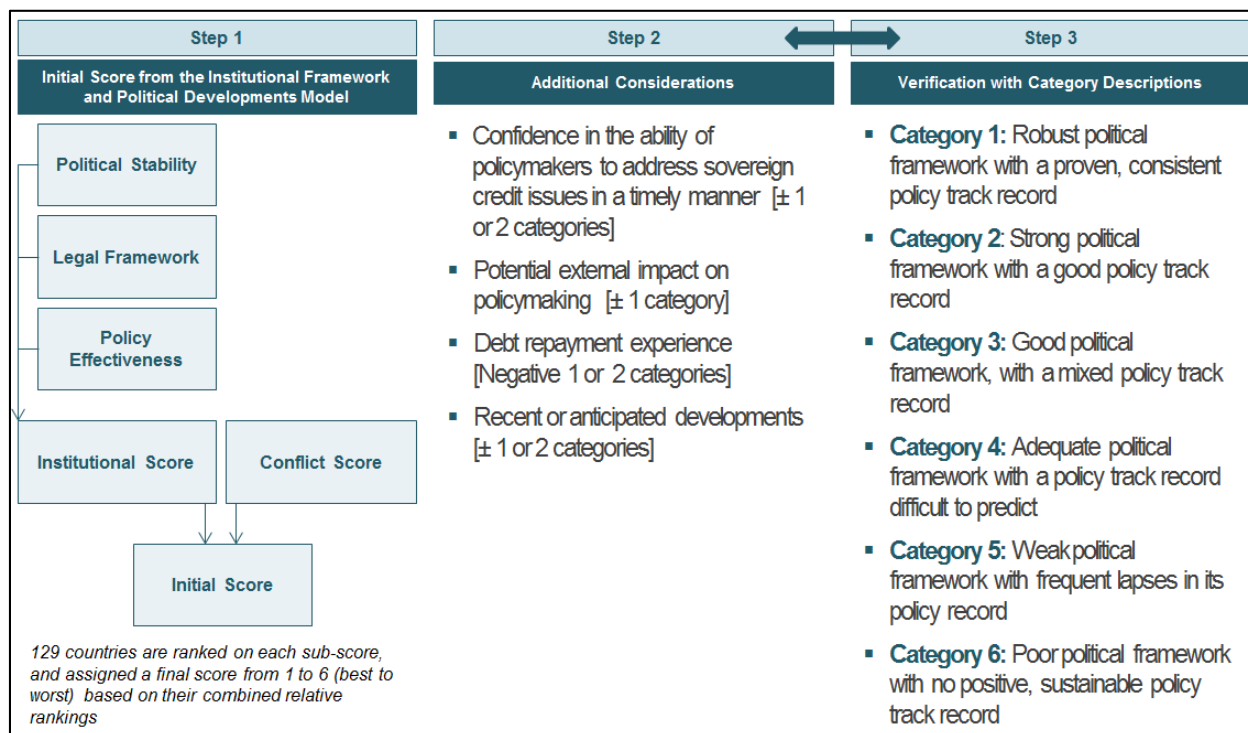 Step 1
Initial Score from the Institutional Framework
and Political Developments Model
Political Stability
Legal Framework
Policy
Effectiveness
Institutional Score
Conflict Score
Initial Score
129 countries are ranked on each sub-score,
and assigned a final score from 1 to 6 (best to
worst) based on their combined relative
rankings
Step 2
Additional Considerations
▪ Confidence in the ability of
policymakers to address sovereign
credit issues in a timely manner [± 1
or 2 categories]
▪ Potential external impact on
policymaking [± 1 category]
▪ Debt repayment experience
[Negative 1 or 2 categories]
▪ Recent or anticipated developments
[± 1 or 2 categories]
Step 3
Verification with Category Descriptions
▪ Category 1: Robust political
framework with a proven, consistent
policy track record
▪ Category 2: Strong political
framework with a good policy track
record
▪ Category 3: Good political
framework, with a mixed policy track
record
▪ Category 4: Adequate political
framework with a policy track record
difficult to predict
▪ Category 5: Weak political
framework with frequent lapses in its
policy record
▪ Category 6: Poor political framework
with no positive, sustainable policy
track record